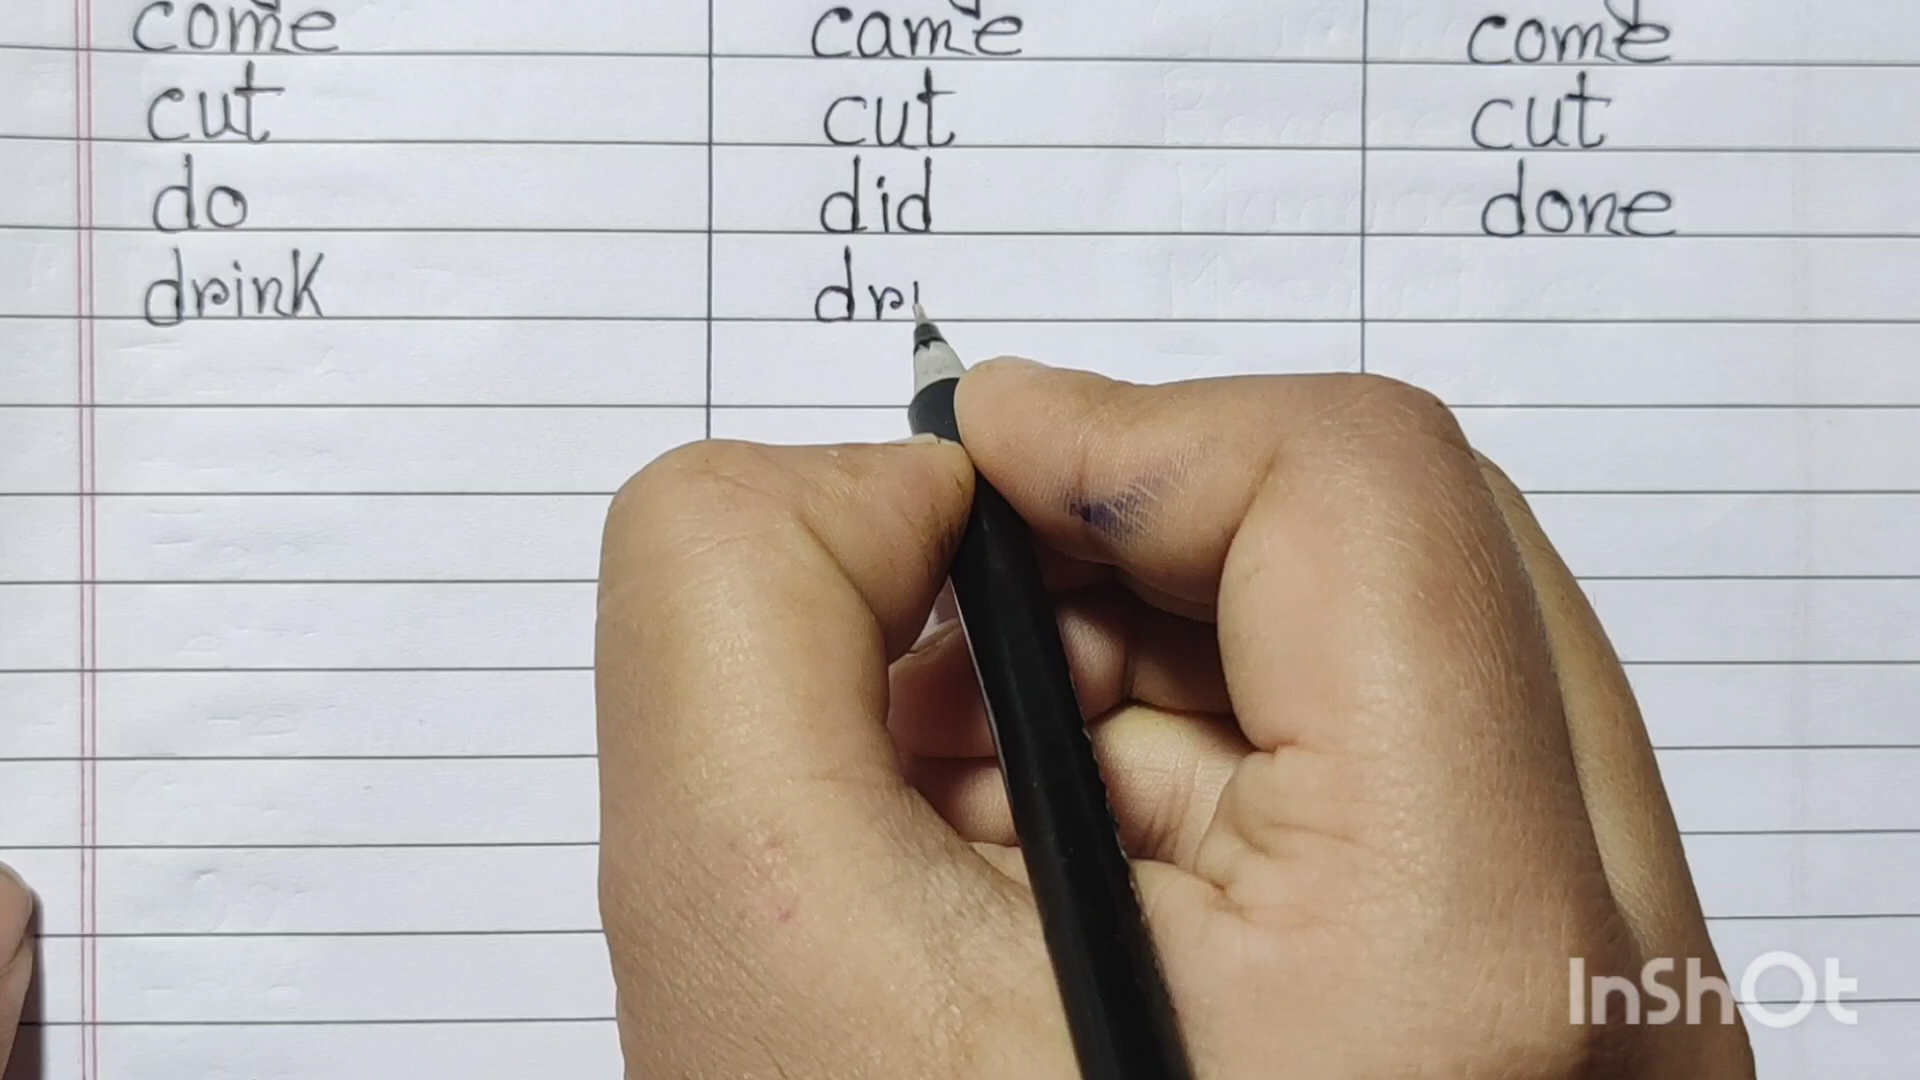 come came come
cut cut cut
do did done
drink dr
InShOt